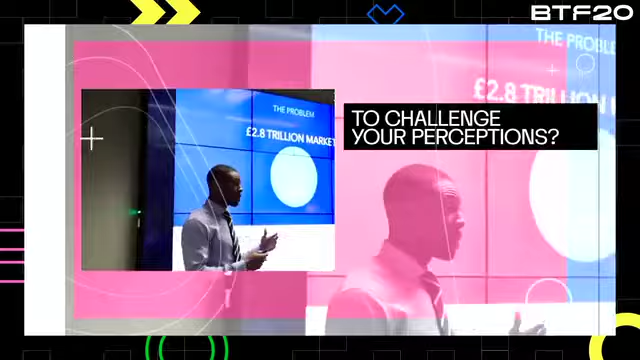 BTF20
THE PROBLE
£2.8 TRILLION M
TO CHALLENGE
YOUR PERCEPTIONS?
THE PROBLEM
£2.8 TRILLION MARKET